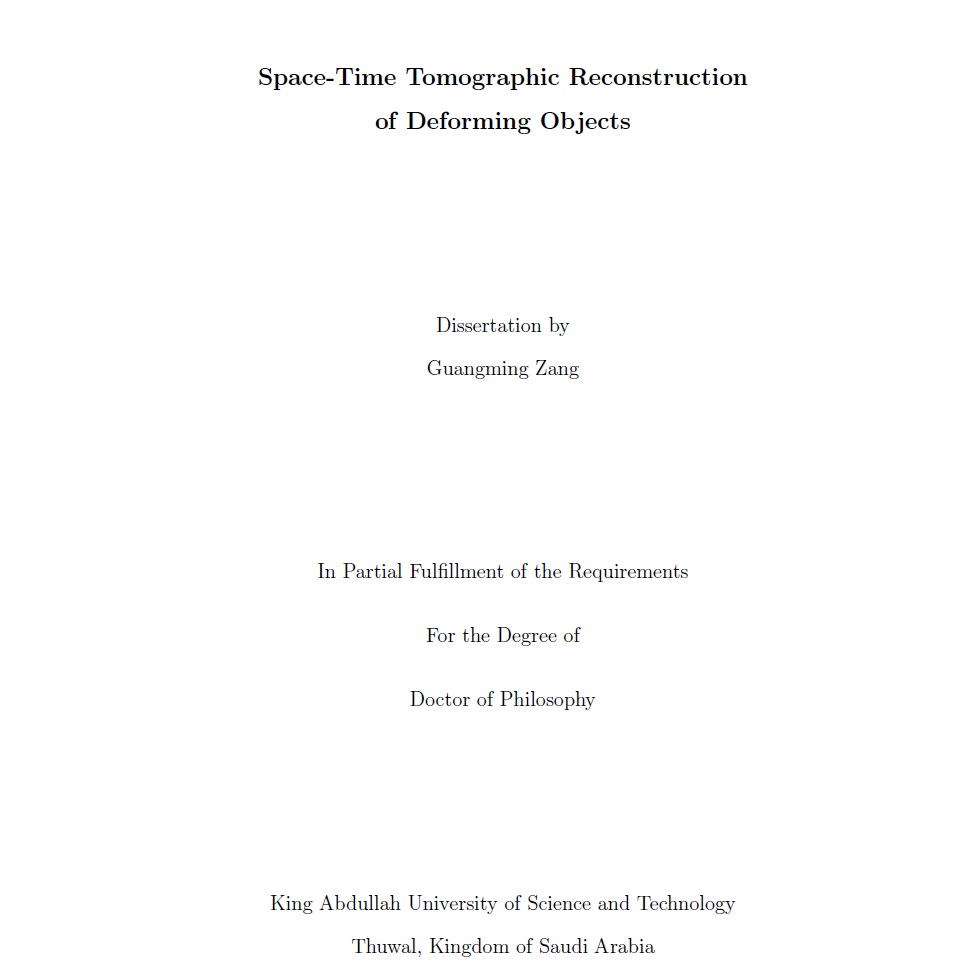 Space-Time Tomographic Reconstruction
of Deforming Objects
Dissertation by
Guangming Zang
In Partial Fulfillment of the Requirements
For the Degree of
Doctor of Philosophy
King Abdullah University of Science and Technology
Thuwal, Kingdom of Saudi Arabia